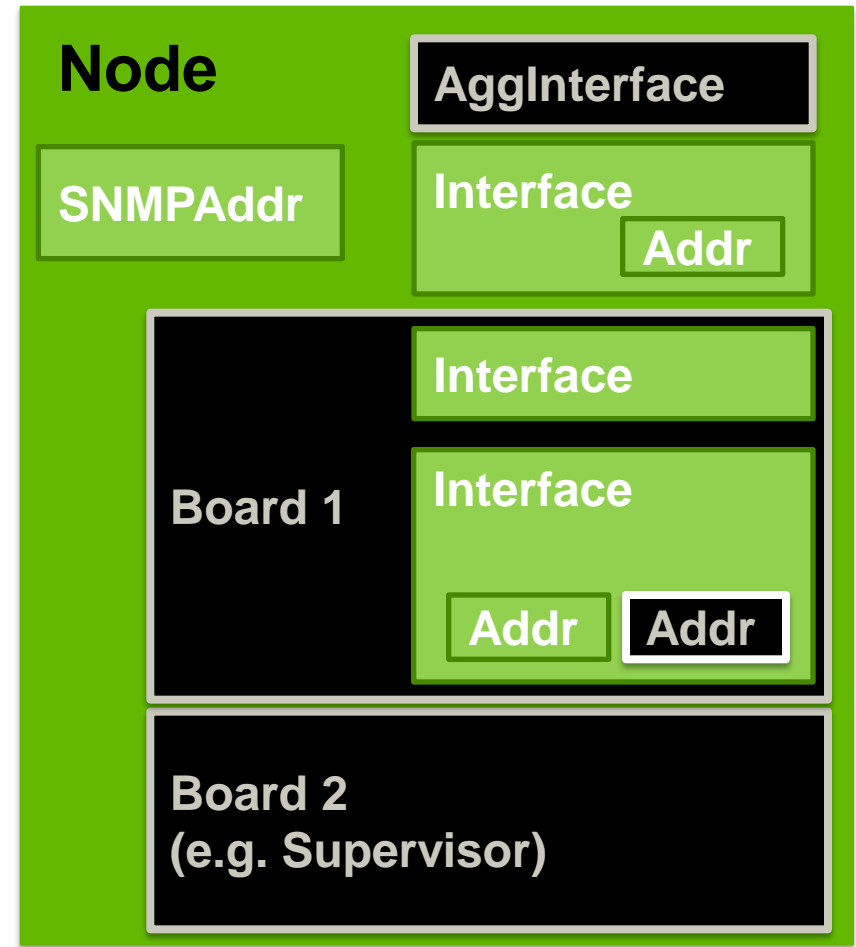 Node
AggInterface
SNMPAddr
Interface
Addr
Interface
Board 1
Interface
Addr
Addr
Board 2
(e.g. Supervisor)